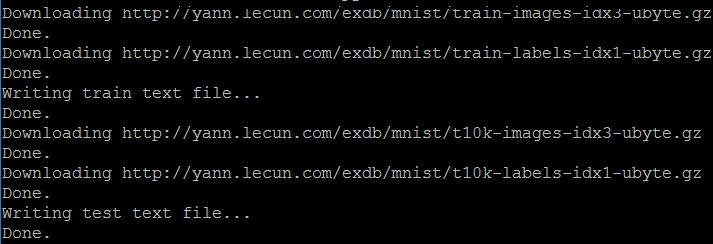 Downloading http://yann.lecun.com/exdb/mnist/train-images-idx3-ubyte.gz
Done.
Downloading http://yann.lecun.com/exdb/mnist/train-labels-idx1-ubyte.gz
Done.
Writing train text file...
Done.
Downloading http://yann.lecun.com/exdb/mnist/t10k-images-idx3-ubyte.gz
Done.
Downloading http://yann.lecun.com/exdb/mnist/t10k-labels-idx1-ubyte.gz
Done.
Writing test text file...
Done.